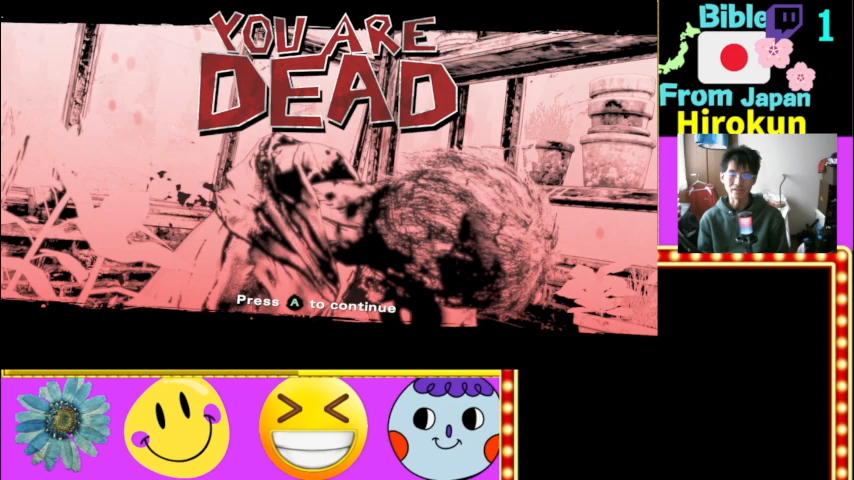 YOU ARE
DEAD
Press A to continue
Bible
1
From Japan
Hirokun